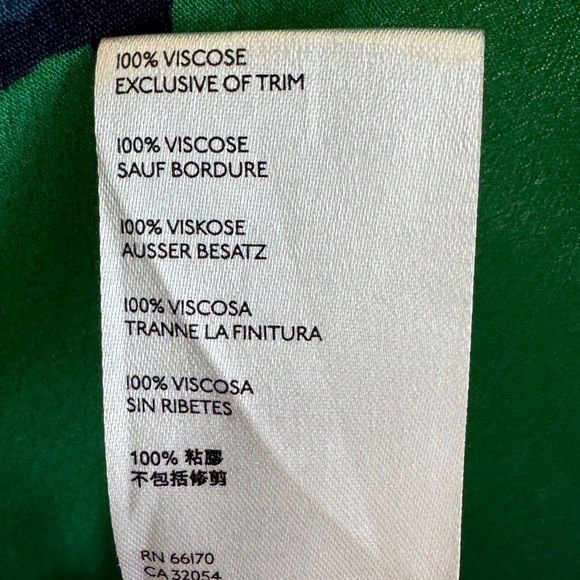 100% VISCOSE
EXCLUSIVE OF TRIM
100% VISCOSE
SAUF BORDURE
100% VISKOSE
AUSSER BESATZ
100% VISCOSA
TRANNE LA FINITURA
100% VISCOSA
SIN RIBETES
100% 粘膠
不包括修剪
RN 66170
CA 32054